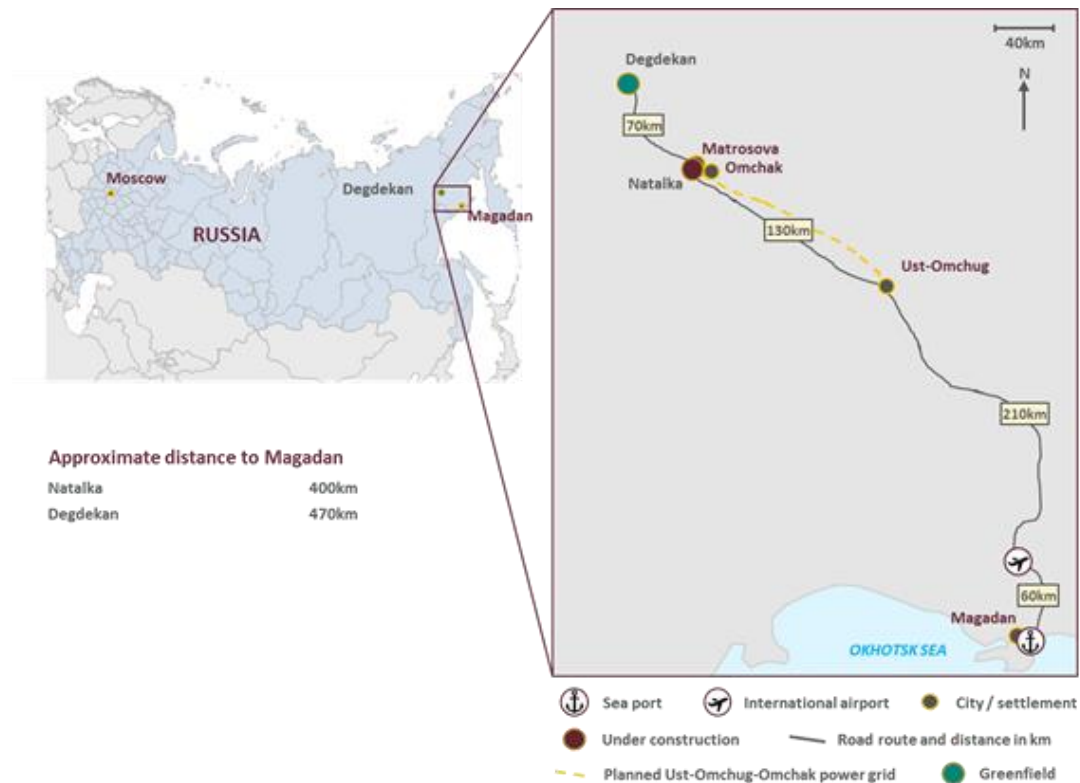 Moscow
RUSSIA
Degdekan
Magadan
Approximate distance to Magadan
Natalka 400km
Degdekan 470km
40km
N
Degdekan
70km
Matrosova
Omchak
Natalka
130km
Ust-Omchug
210km
60km
Magadan
OKHOTSK SEA
Sea port
International airport
City / settlement
Under construction
Road route and distance in km
Planned Ust-Omchug-Omchak power grid
Greenfield